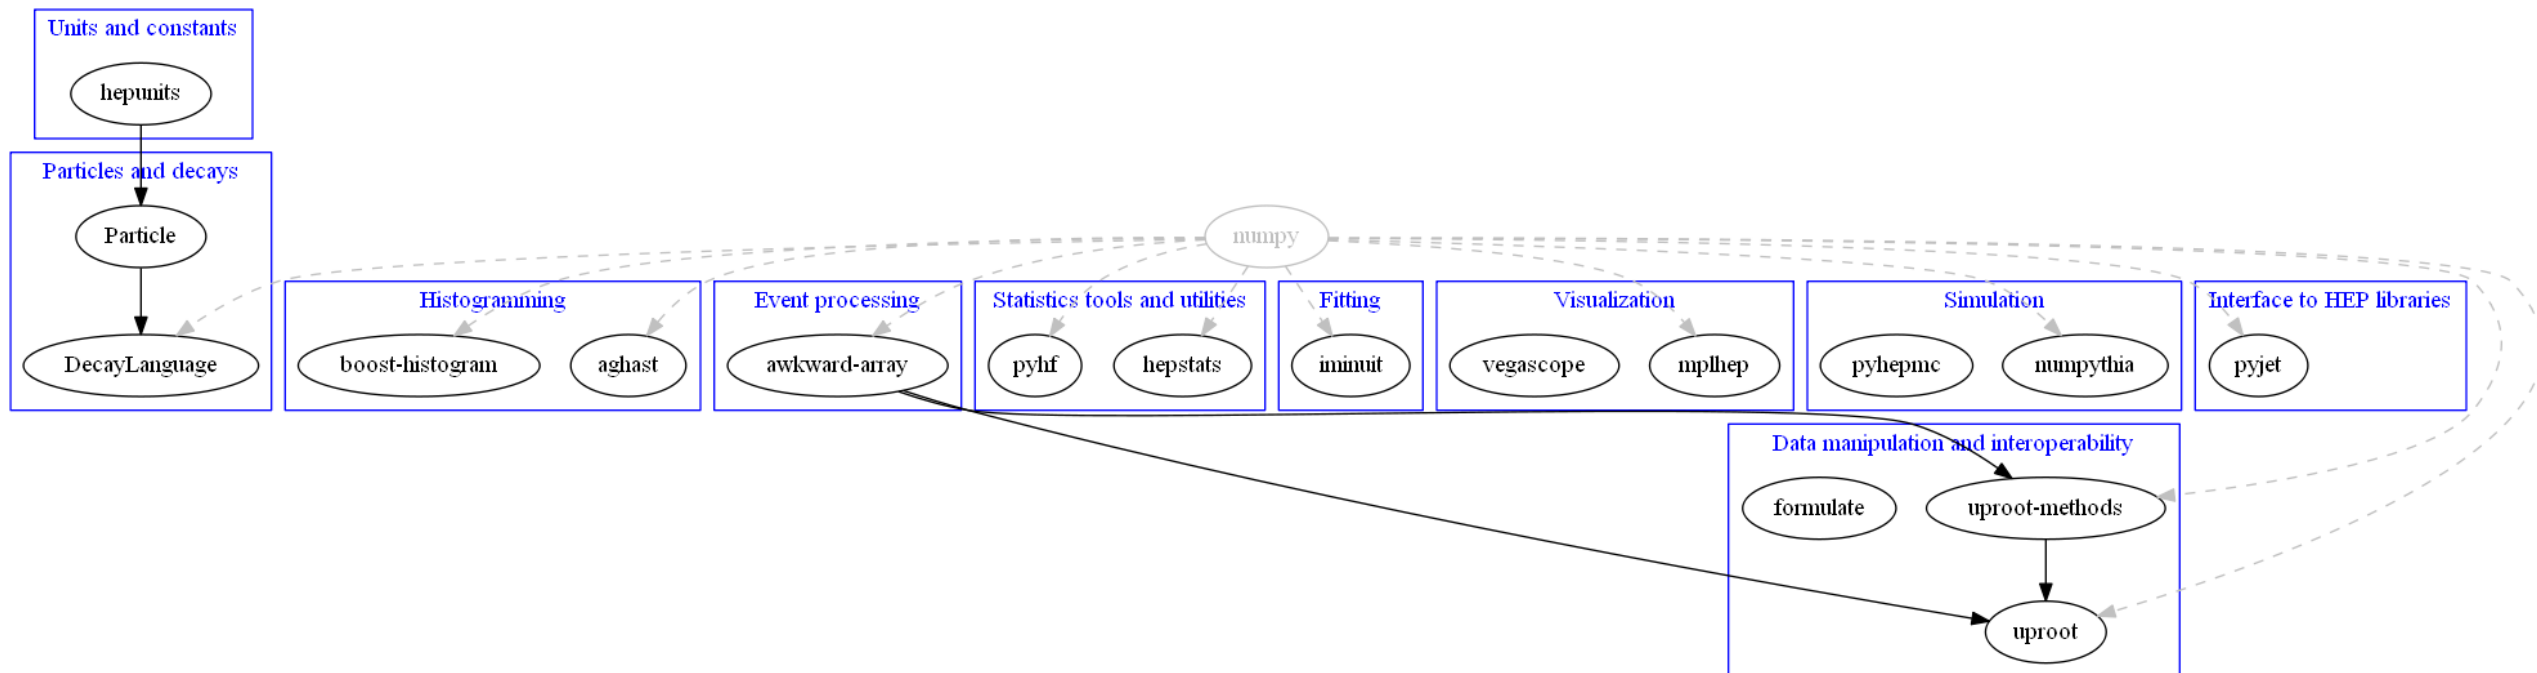 Units and constants
hepunits
Particles and decays
Particle
numpy
Histogramming
Event processing
Statistics tools and utilities
Fitting
Visualization
Simulation
Interface to HEP libraries
DecayLanguage
boost-histogram
aghast
awkward-array
pyhf
hepstats
iminuit
vegascope
mplhep
pyhepmc
numpythia
pyjet
Data manipulation and interoperability
formulate
uproot-methods
uproot